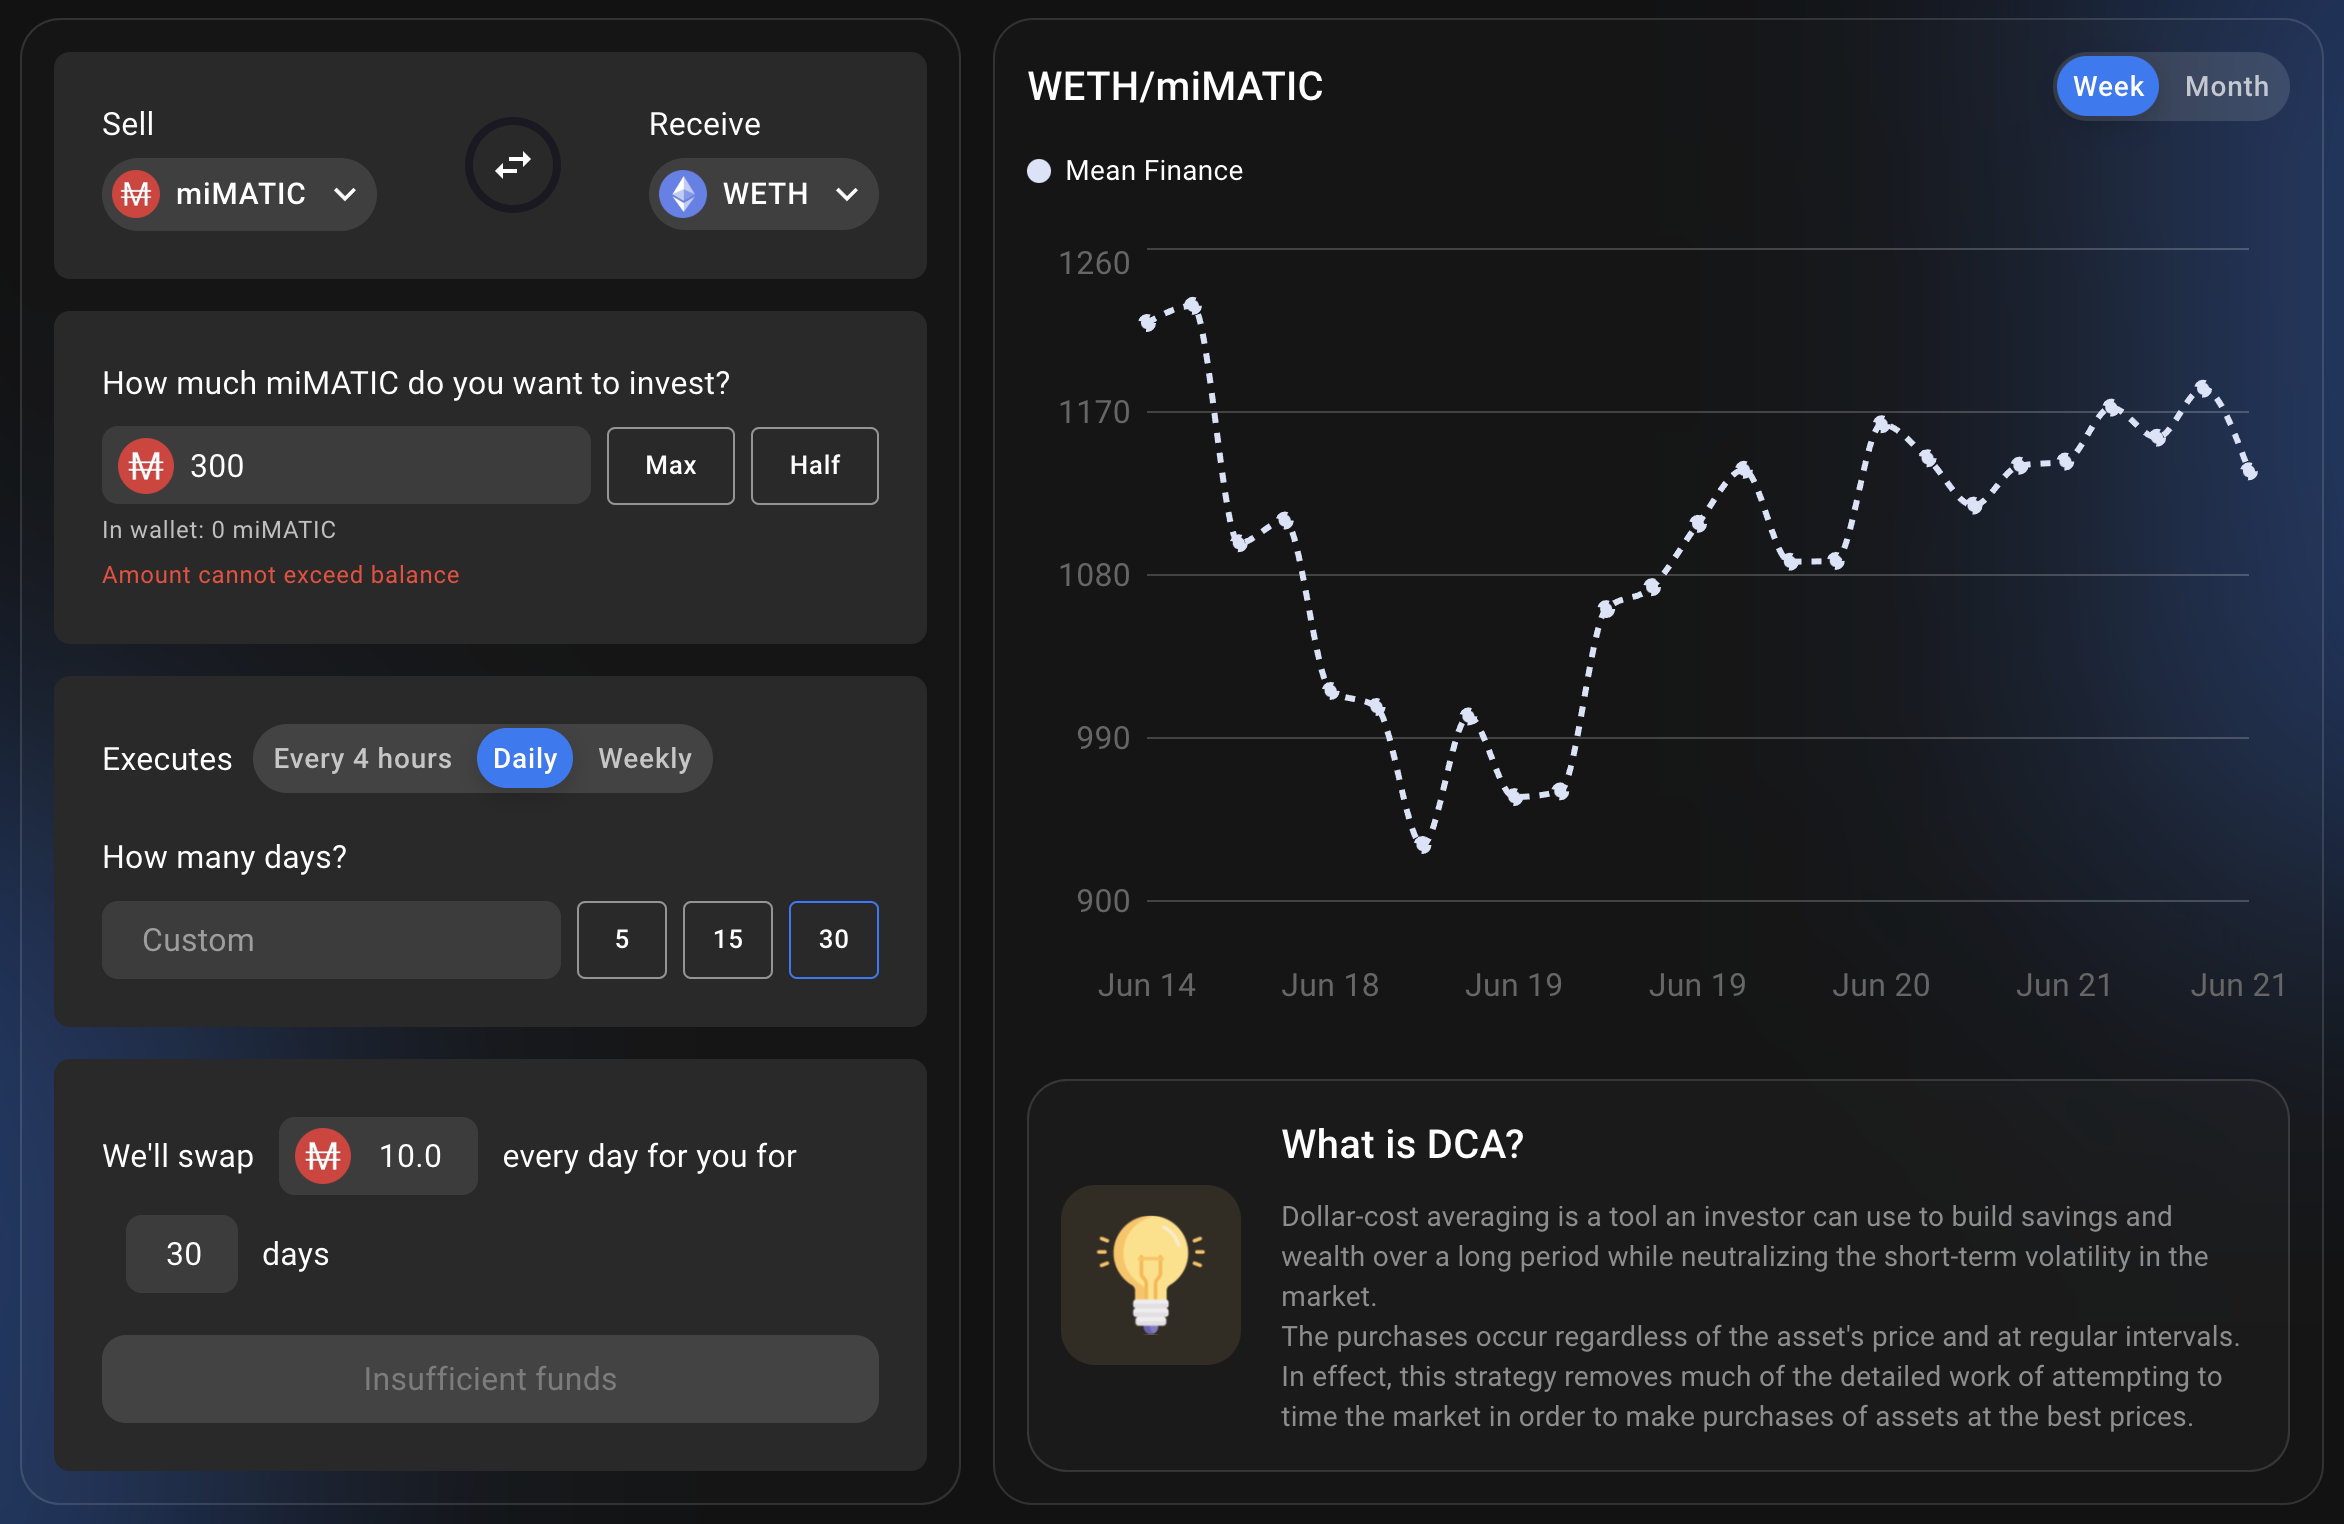 Sell
Receive
miMATIC
WETH
How much miMATIC do you want to invest?
300
Max
Half
In wallet: 0 miMATIC
Amount cannot exceed balance
Executes
Every 4 hours
Daily
Weekly
How many days?
Custom
5
15
30
We'll swap
10.0
every day for you for
30
days
Insufficient funds
WETH/miMATIC
Week
Month
Mean Finance
1260
1170
1080
990
900
Jun 14
Jun 18
Jun 19
Jun 19
Jun 20
Jun 21
Jun 21
What is DCA?
Dollar-cost averaging is a tool an investor can use to build savings and
wealth over a long period while neutralizing the short-term volatility in the
market.
The purchases occur regardless of the asset's price and at regular intervals.
In effect, this strategy removes much of the detailed work of attempting to
time the market in order to make purchases of assets at the best prices.